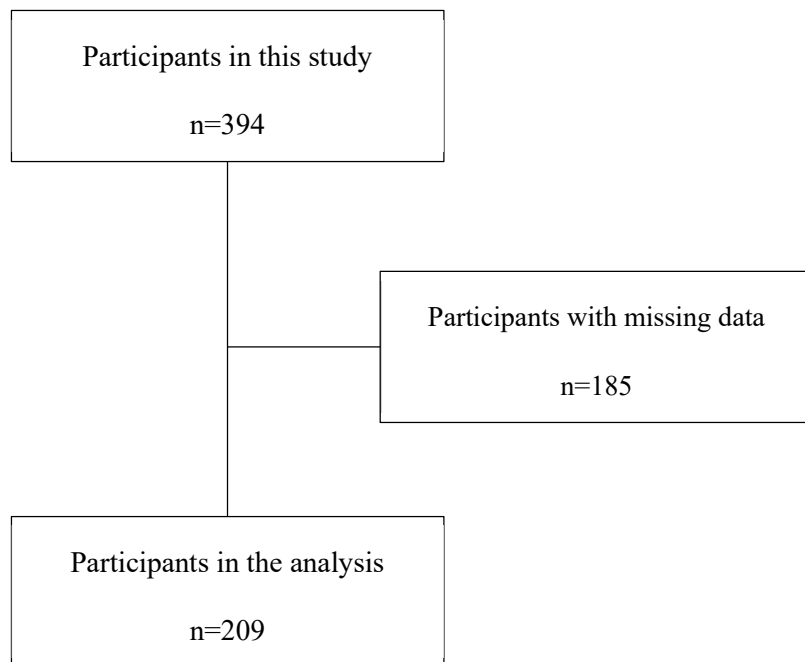 Participants in this study
n=394
Participants with missing data
n=185
Participants in the analysis
n=209